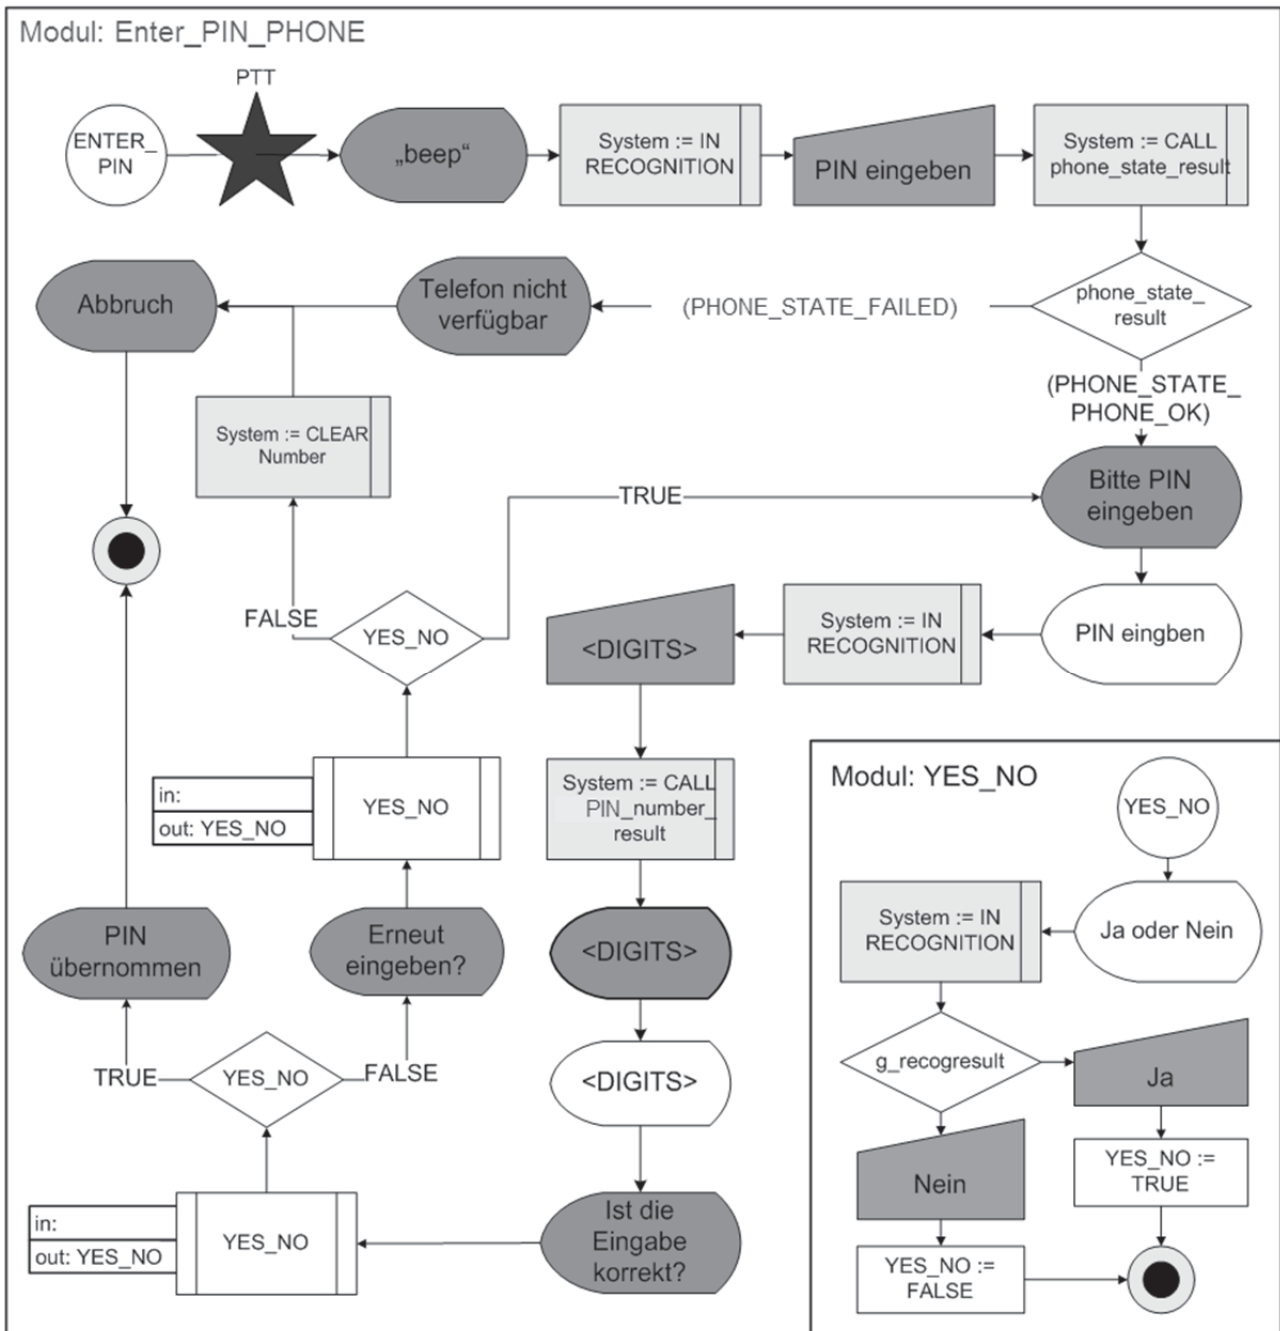 Modul: Enter_PIN_PHONE
PTT
ENTER_
PIN
„beep“
System := IN
RECOGNITION
PIN eingeben
System := CALL
phone_state_result
Abbruch
Telefon nicht
verfügbar
(PHONE_STATE_FAILED)
phone_state_
result
(PHONE_STATE_
PHONE_OK)
System := CLEAR
Number
TRUE
Bitte PIN
eingeben
FALSE
YES_NO
<DIGITS>
System := IN
RECOGNITION
PIN eingben
in:
out: YES_NO
YES_NO
System := CALL
PIN_number_
result
PIN
übernommen
Erneut
eingeben?
<DIGITS>
TRUE
YES_NO
FALSE
<DIGITS>
in:
out: YES_NO
YES_NO
Ist die
Eingabe
korrekt?
Modul: YES_NO
YES_NO
System := IN
RECOGNITION
Ja oder Nein
g_recogresult
Ja
Nein
YES_NO :=
TRUE
YES_NO :=
FALSE